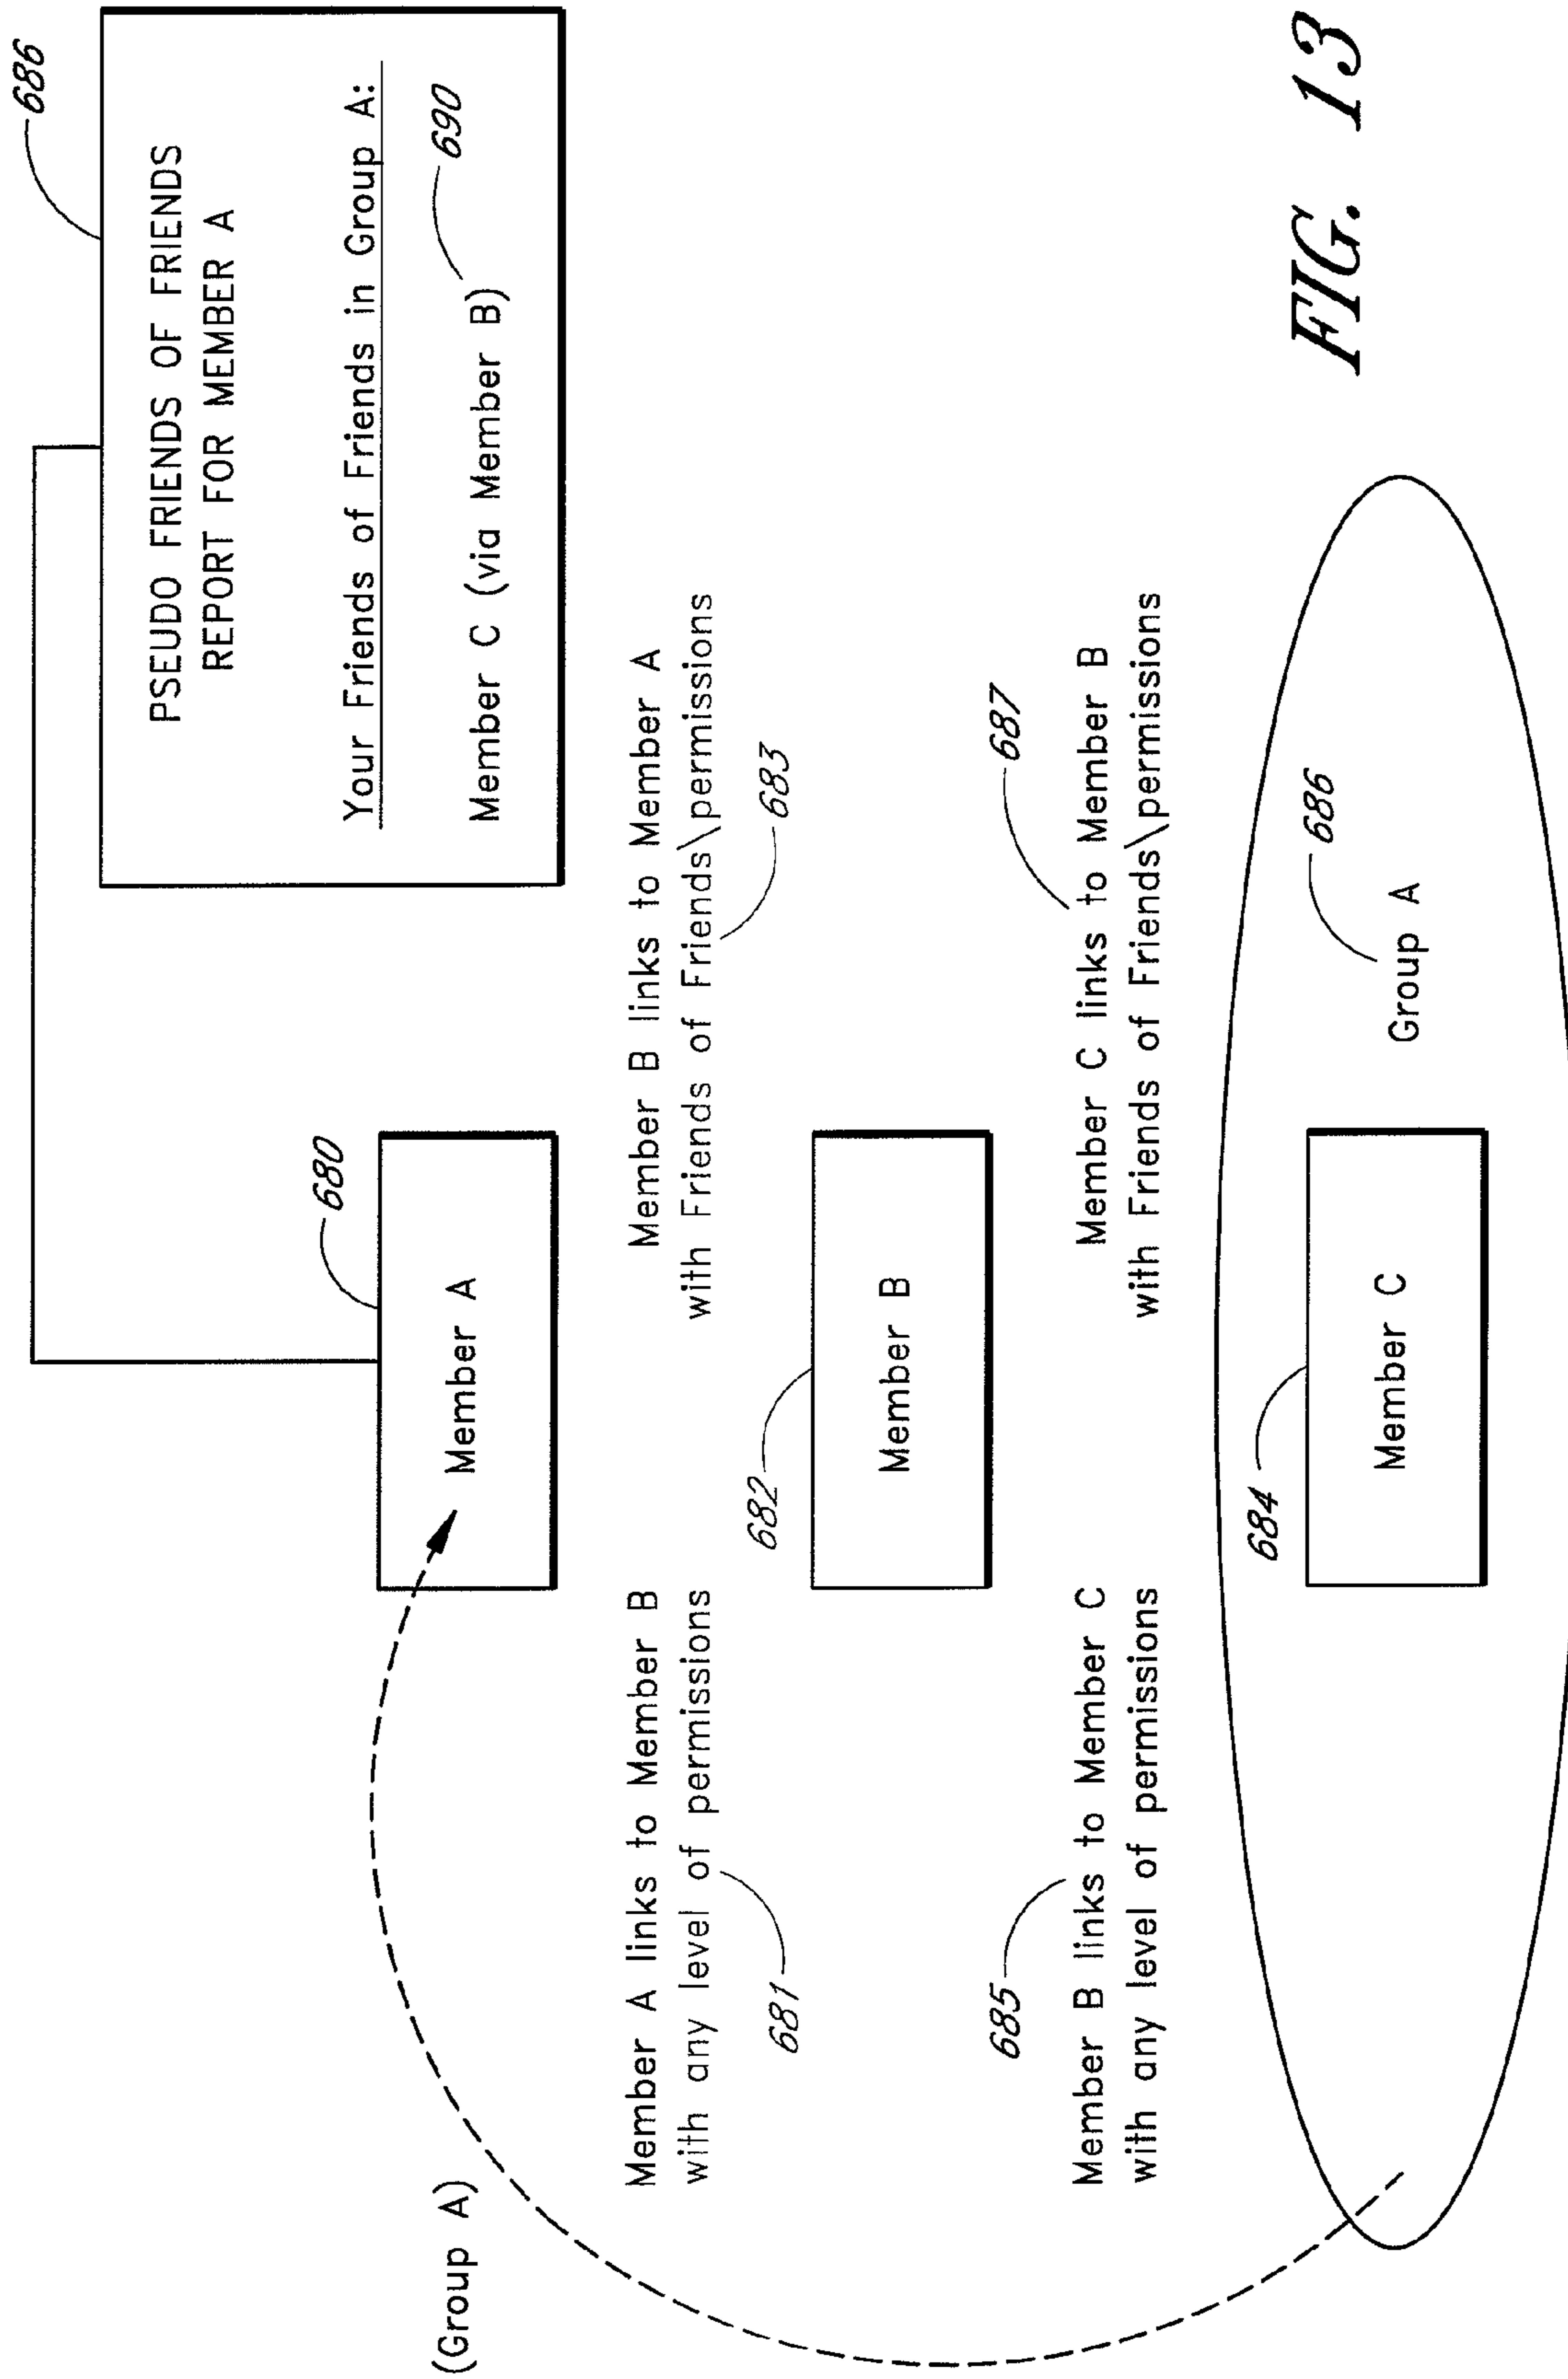 686
PSEUDO FRIENDS OF FRIENDS
REPORT FOR MEMBER A
Your Friends of Friends in Group A:
Member C (via Member B)
690
680
Member A
(Group A)
Member A links to Member B
with any level of permissions
681
Member B links to Member A
with Friends of Friends\permissions
683
682
Member B
685
Member B links to Member C
with any level of permissions
687
Member C links to Member B
with Friends of Friends\permissions
684
Member C
686
Group A
FIG. 13